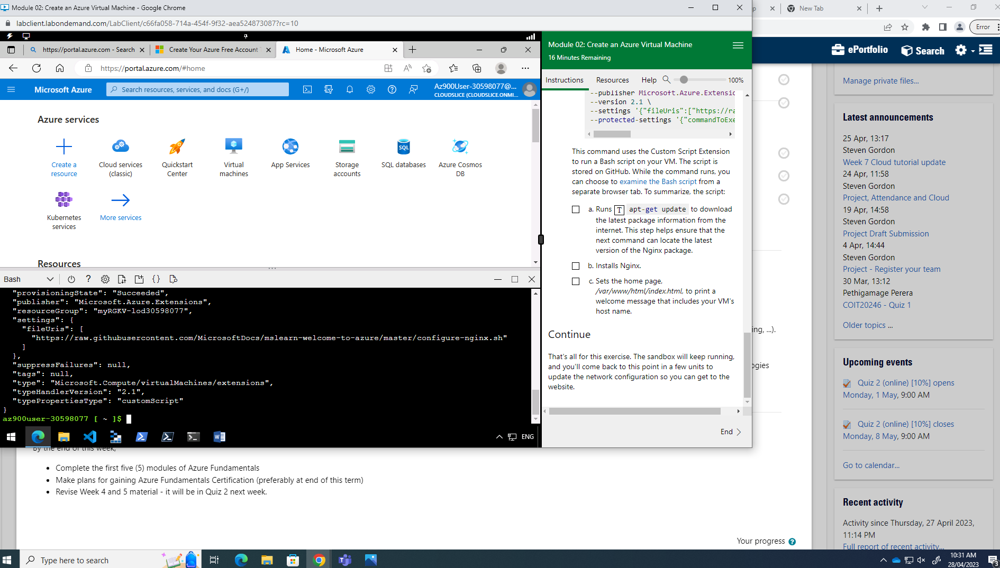 Module 02: Create an Azure Virtual Machine - Google Chrome
labclient.labondemand.com/LabClient/c66fa058-714a-454f-9f32-aea524873087?rc=10
https://portal.azure.com - Search
Create Your Azure Free Account
Home - Microsoft Azure
https://portal.azure.com/#home
Microsoft Azure
Search resources, services, and docs (G+/)
Az900User-30598077@...
CLOUDSLICE (CLOUDSLICE.ONMI...
Azure services
Create a resource
Cloud services (classic)
Quickstart Center
Virtual machines
App Services
Storage accounts
SQL databases
SQL
Azure Cosmos DB
Kubernetes services
More services
Resources
Bash
"provisioningState": "Succeeded",
"publisher": "Microsoft.Azure.Extensions",
"resourceGroup": "myRGKV-lod30598077",
"settings": {
"fileUris": [
"https://raw.githubusercontent.com/MicrosoftDocs/mslearn-welcome-to-azure/master/configure-nginx.sh"
]
},
"suppressFailures": null,
"tags": null,
"type": "Microsoft.Compute/virtualMachines/extensions",
"typeHandlerVersion": "2.1",
"typePropertiesType": "customScript"
}
az900user-30598077 [ ~ ]$
ENG
Module 02: Create an Azure Virtual Machine
16 Minutes Remaining
Instructions
Resources
Help
100%
--publisher Microsoft.Azure.Extensic
--version 2.1 \
--settings '{"fileUris":["https://ra
--protected-settings '{"commandToExe
This command uses the Custom Script Extension
to run a Bash script on your VM. The script is
stored on GitHub. While the command runs, you
can choose to examine the Bash script from a
separate browser tab. To summarize, the script:
a. Runs T apt-get update to download
the latest package information from the
internet. This step helps ensure that the
next command can locate the latest
version of the Nginx package.
b. Installs Nginx.
c. Sets the home page,
/var/www/html/index.html, to print a
welcome message that includes your VM's
host name.
Continue
That's all for this exercise. The sandbox will keep running,
and you'll come back to this point in a few units to
update the network configuration so you can get to the
website.
End
New Tab
Error
ePortfolio
Search
Manage private files...
Latest announcements
25 Apr, 13:17
Steven Gordon
Week 7 Cloud tutorial update
24 Apr, 11:58
Steven Gordon
Project, Attendance and Cloud
19 Apr, 14:58
Steven Gordon
Project Draft Submission
4 Apr, 14:44
Steven Gordon
Project - Register your team
30 Mar, 13:12
Pethigamage Perera
COIT20246 - Quiz 1
Older topics ...
ing, ...).
ogies
Upcoming events
Quiz 2 (online) [10%] opens
Monday, 1 May, 9:00 AM
Quiz 2 (online) [10%] closes
Monday, 8 May, 9:00 AM
Go to calendar...
Recent activity
Activity since Thursday, 27 April 2023,
11:14 PM
Full report of recent activity...
By the end of this week,
• Complete the first five (5) modules of Azure Fundamentals
• Make plans for gaining Azure Fundamentals Certification (preferably at end of this term)
• Revise Week 4 and 5 material - it will be in Quiz 2 next week.
Your progress
Type here to search
10:31 AM
28/04/2023
3